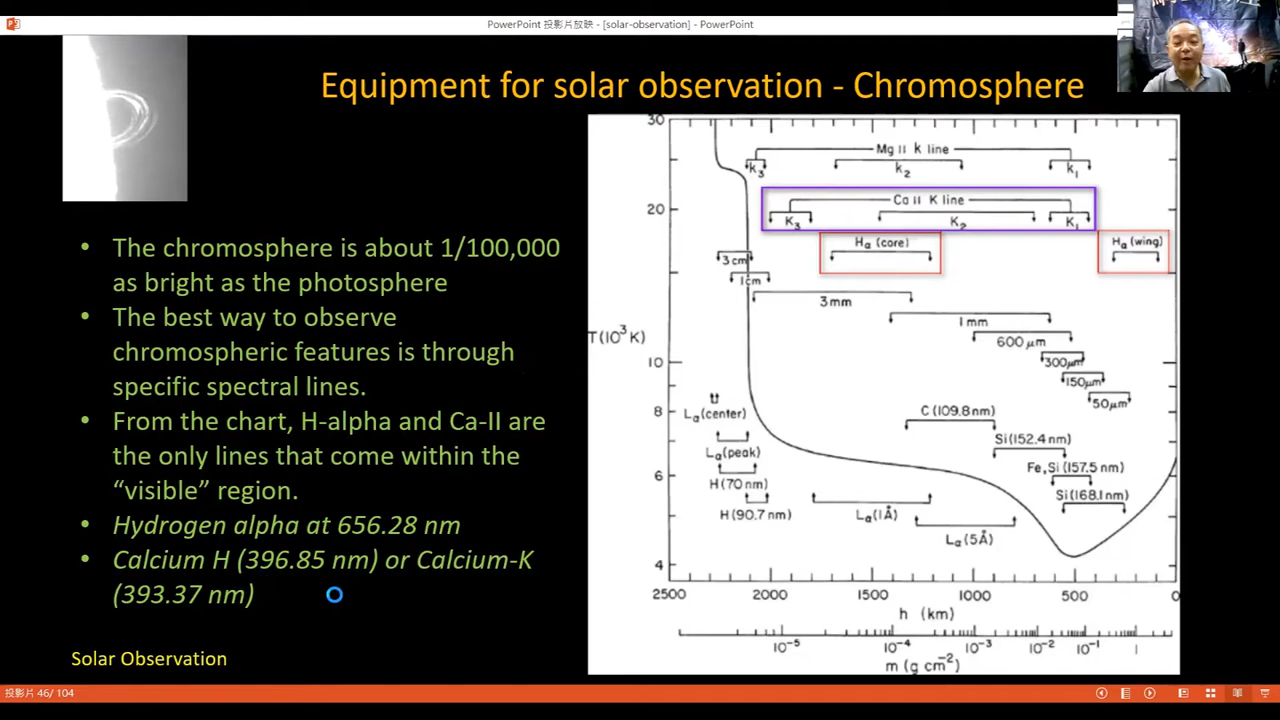 PowerPoint 投影片放映 - [solar-observation] - PowerPoint
Equipment for solar observation - Chromosphere
• The chromosphere is about 1/100,000
as bright as the photosphere
• The best way to observe
chromospheric features is through
specific spectral lines.
• From the chart, H-alpha and Ca-II are
the only lines that come within the
“visible” region.
• Hydrogen alpha at 656.28 nm
• Calcium H (396.85 nm) or Calcium-K
(393.37 nm)
Solar Observation
30
Mg II k line
k₃ k₂ k₁
20
Ca II K line
K₃ K₂ K₁
Hα (core)
Hα (wing)
3 cm
1 cm
3 mm
1 mm
T(10³ K)
600 μm
10
300μm
150μm
50μm
8
Lα(center)
C (109.8 nm)
Lα(peak)
Si (152.4 nm)
6
Fe, Si (157.5 nm)
H (70 nm)
Si (168.1 nm)
H (90.7 nm)
Lα(1Å)
Lα(5Å)
4
2500 2000 1500 1000 500 0
h (km)
10⁻⁵ 10⁻⁴ 10⁻³ 10⁻² 10⁻¹ 1
m (g cm⁻²)
投影片 46/ 104